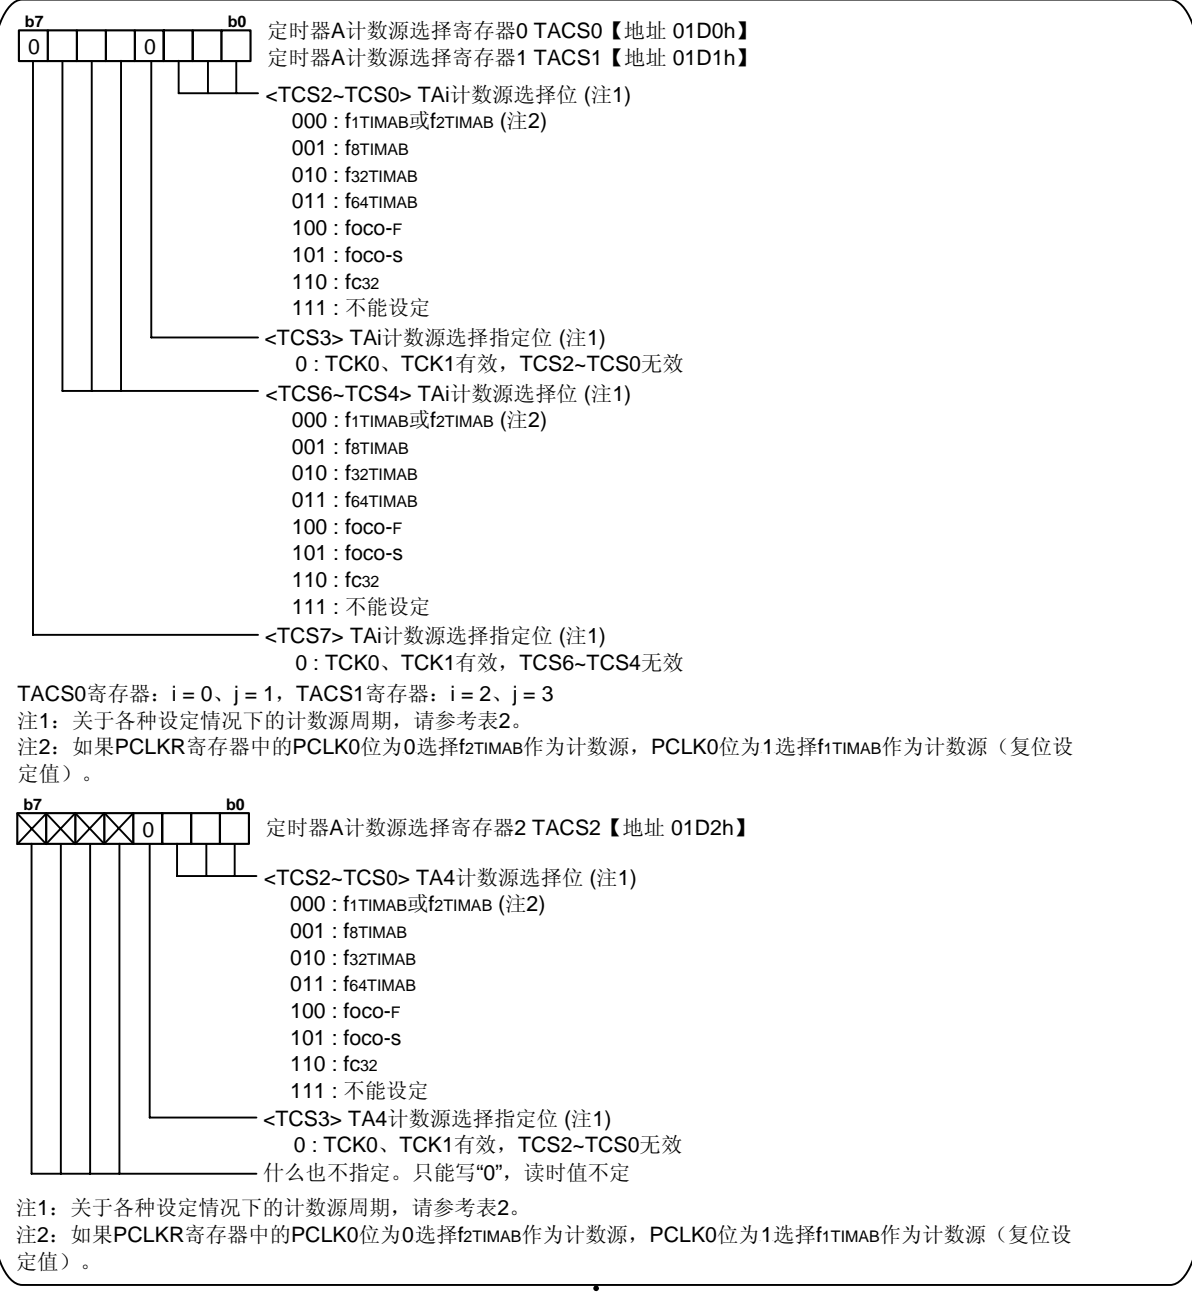 b7 b0
定时器A计数源选择寄存器0 TACS0【地址 01D0h】
0 0
定时器A计数源选择寄存器1 TACS1【地址 01D1h】
<TCS2~TCS0> TAi计数源选择位 (注1)
000 : f1TIMAB或f2TIMAB (注2)
001 : f8TIMAB
010 : f32TIMAB
011 : f64TIMAB
100 : foco-F
101 : foco-s
110 : fc32
111 : 不能设定
<TCS3> TAi计数源选择指定位 (注1)
0 : TCK0、TCK1有效，TCS2~TCS0无效
<TCS6~TCS4> TAi计数源选择位 (注1)
000 : f1TIMAB或f2TIMAB (注2)
001 : f8TIMAB
010 : f32TIMAB
011 : f64TIMAB
100 : foco-F
101 : foco-s
110 : fc32
111 : 不能设定
<TCS7> TAi计数源选择指定位 (注1)
0 : TCK0、TCK1有效，TCS6~TCS4无效
TACS0寄存器：i = 0、j = 1，TACS1寄存器：i = 2、j = 3
注1：关于各种设定情况下的计数源周期，请参考表2。
注2：如果PCLKR寄存器中的PCLK0位为0选择f2TIMAB作为计数源，PCLK0位为1选择f1TIMAB作为计数源（复位设
定值）。
b7 b0
0
定时器A计数源选择寄存器2 TACS2【地址 01D2h】
<TCS2~TCS0> TA4计数源选择位 (注1)
000 : f1TIMAB或f2TIMAB (注2)
001 : f8TIMAB
010 : f32TIMAB
011 : f64TIMAB
100 : foco-F
101 : foco-s
110 : fc32
111 : 不能设定
<TCS3> TA4计数源选择指定位 (注1)
0 : TCK0、TCK1有效，TCS2~TCS0无效
什么也不指定。只能写“0”，读时值不定
注1：关于各种设定情况下的计数源周期，请参考表2。
注2：如果PCLKR寄存器中的PCLK0位为0选择f2TIMAB作为计数源，PCLK0位为1选择f1TIMAB作为计数源（复位设
定值）。